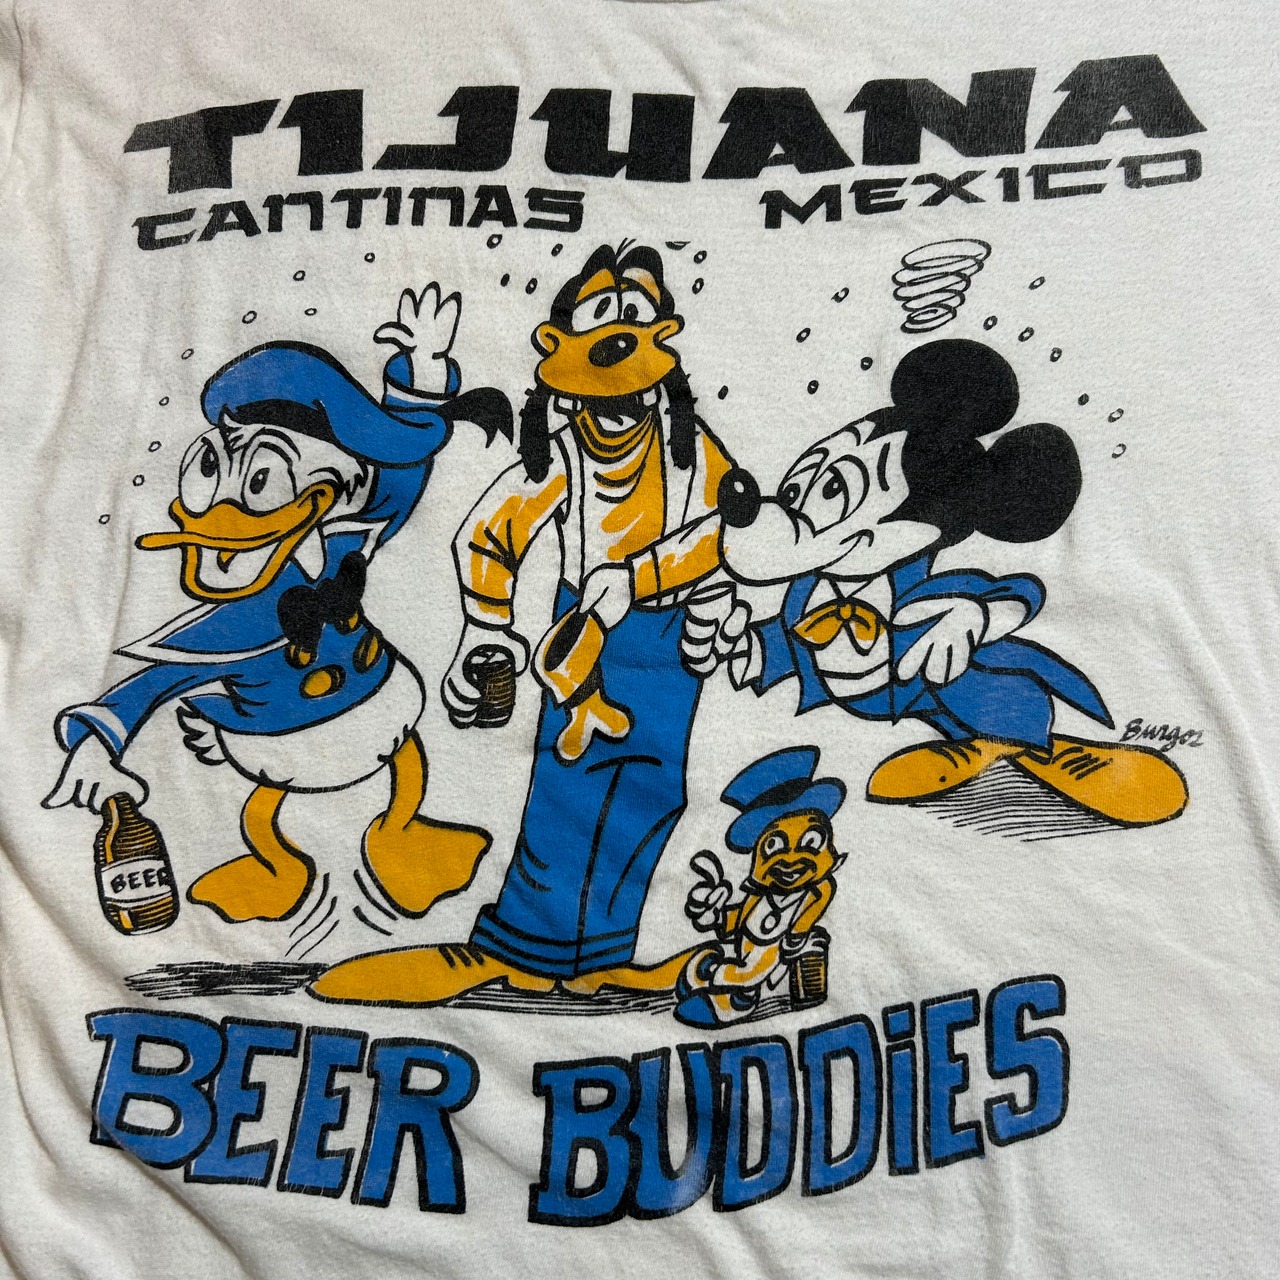 TIJUANA
CANTINAS MEXICO
Burgos
BEER
BEER BUDDiES